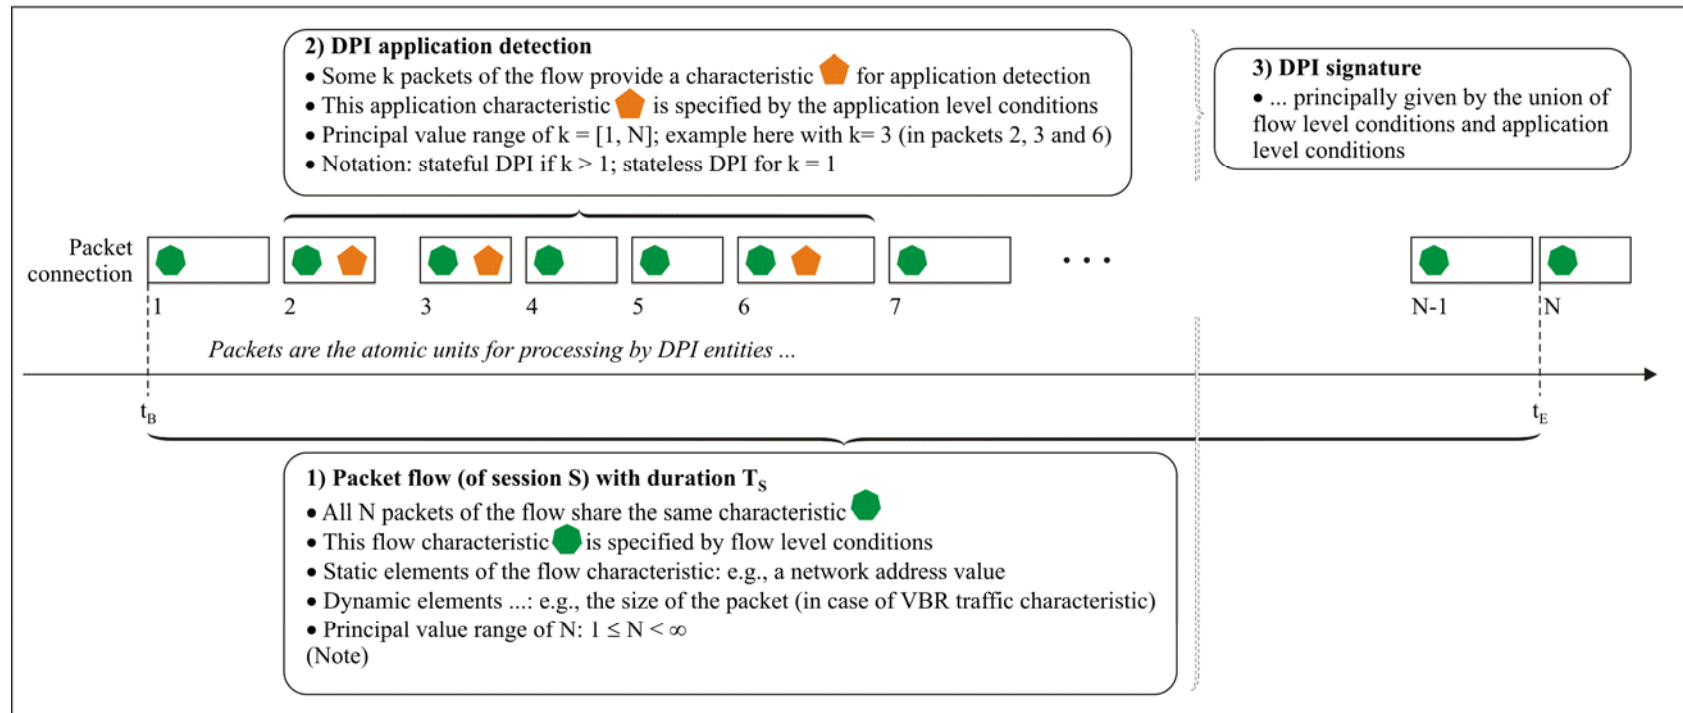 2) DPI application detection
• Some k packets of the flow provide a characteristic for application detection
• This application characteristic is specified by the application level conditions
• Principal value range of k = [1, N]; example here with k= 3 (in packets 2, 3 and 6)
• Notation: stateful DPI if k > 1; stateless DPI for k = 1
3) DPI signature
• ... principally given by the union of
flow level conditions and application
level conditions
Packet
connection
1 2 3 4 5 6 7 • • • N-1 N
Packets are the atomic units for processing by DPI entities ...
t_B t_E
1) Packet flow (of session S) with duration T_S
• All N packets of the flow share the same characteristic
• This flow characteristic is specified by flow level conditions
• Static elements of the flow characteristic: e.g., a network address value
• Dynamic elements ...: e.g., the size of the packet (in case of VBR traffic characteristic)
• Principal value range of N: 1 ≤ N < ∞
(Note)